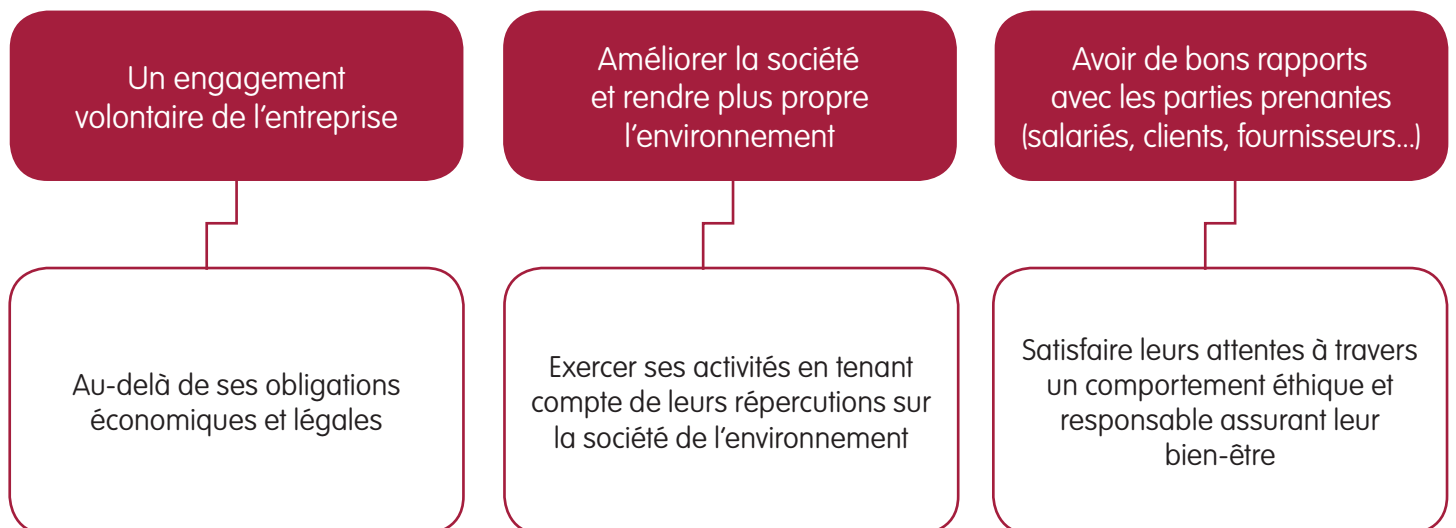 Un engagement
volontaire de l'entreprise
Améliorer la société
et rendre plus propre
l'environnement
Avoir de bons rapports
avec les parties prenantes
(salariés, clients, fournisseurs...)
Au-delà de ses obligations
économiques et légales
Exercer ses activités en tenant
compte de leurs répercutions sur
la société de l'environnement
Satisfaire leurs attentes à travers
un comportement éthique et
responsable assurant leur
bien-être